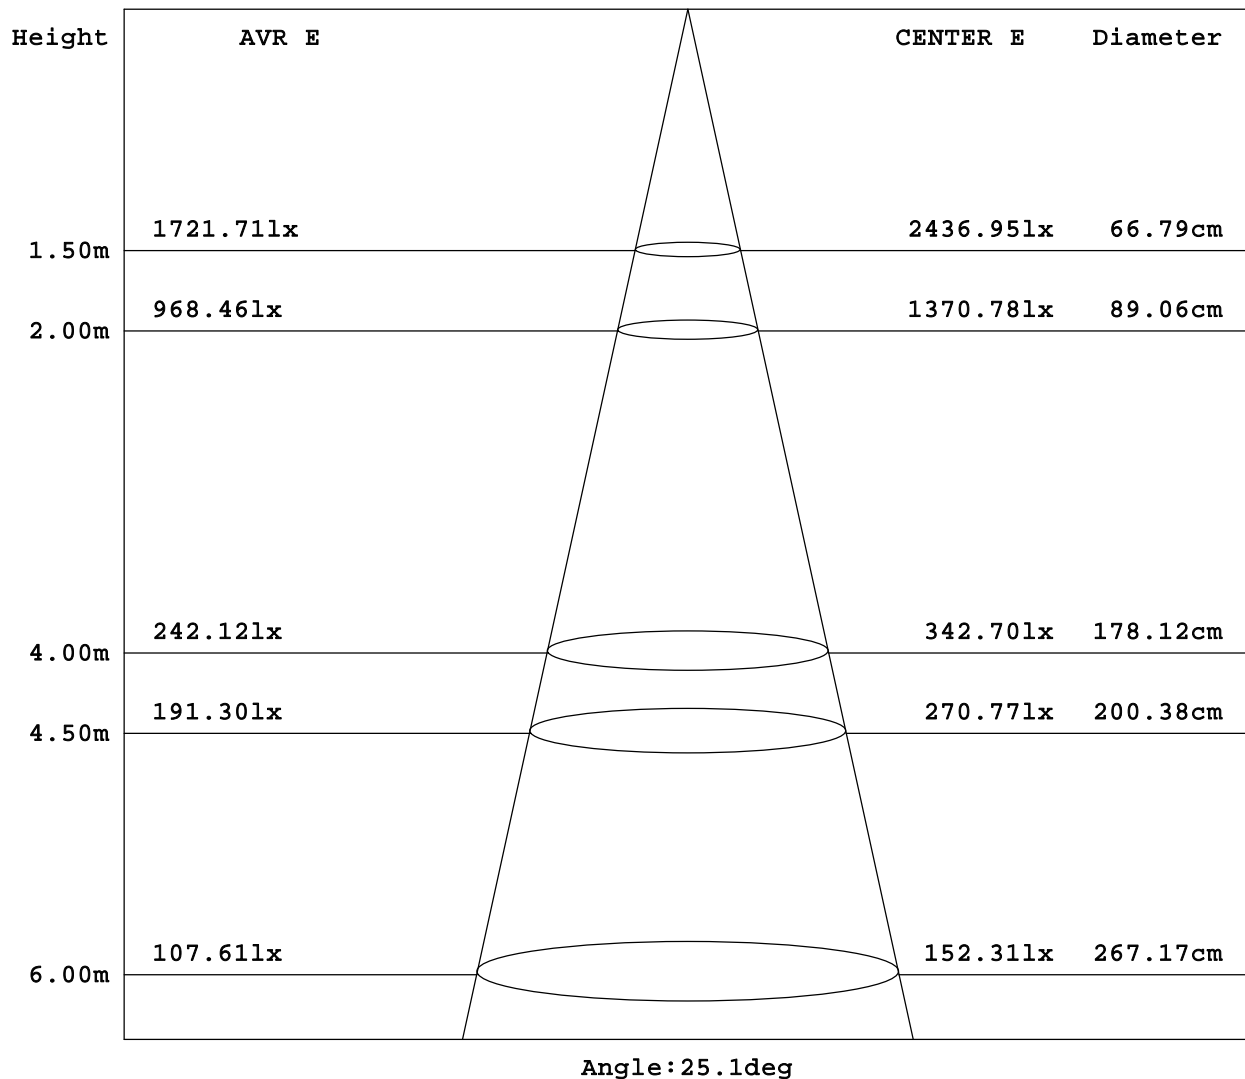 Height AVR E CENTER E Diameter
1721.71lx 2436.95lx 66.79cm
1.50m
968.46lx 1370.78lx 89.06cm
2.00m
242.12lx 342.70lx 178.12cm
4.00m
191.30lx 270.77lx 200.38cm
4.50m
107.61lx 152.31lx 267.17cm
6.00m
Angle:25.1deg